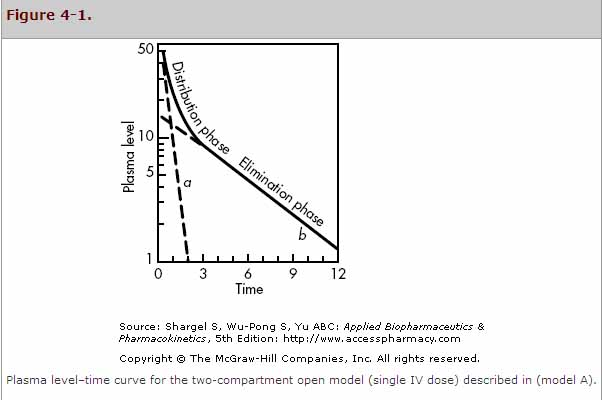 Figure 4-1.
50
Distribution phase
Plasma level
10
Elimination phase
5
a
b
1
0 3 6 9 12
Time
Source: Shargel S, Wu-Pong S, Yu ABC: Applied Biopharmaceutics &
Pharmacokinetics, 5th Edition: http://www.accesspharmacy.com
Copyright © The McGraw-Hill Companies, Inc. All rights reserved.
Plasma level–time curve for the two-compartment open model (single IV dose) described in (model A).